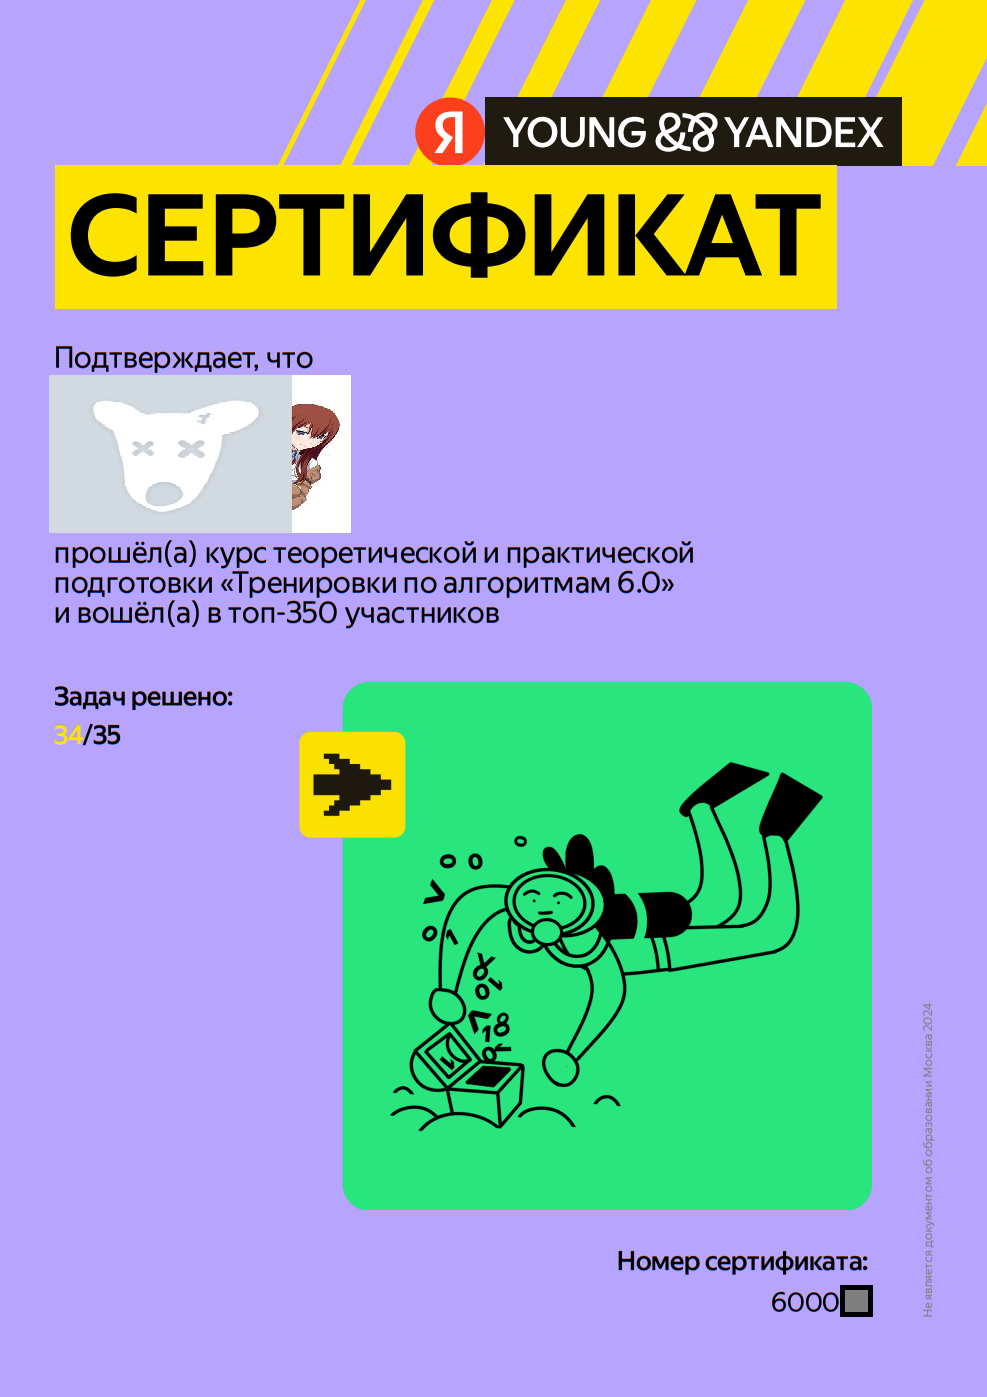 Я YOUNG && YANDEX
СЕРТИФИКАТ
Подтверждает, что
прошёл(а) курс теоретической и практической
подготовки «Тренировки по алгоритмам 6.0»
и вошёл(а) в топ-350 участников
Задач решено:
34/35
Номер сертификата:
6000
Не является документом об образовании Москва 2024